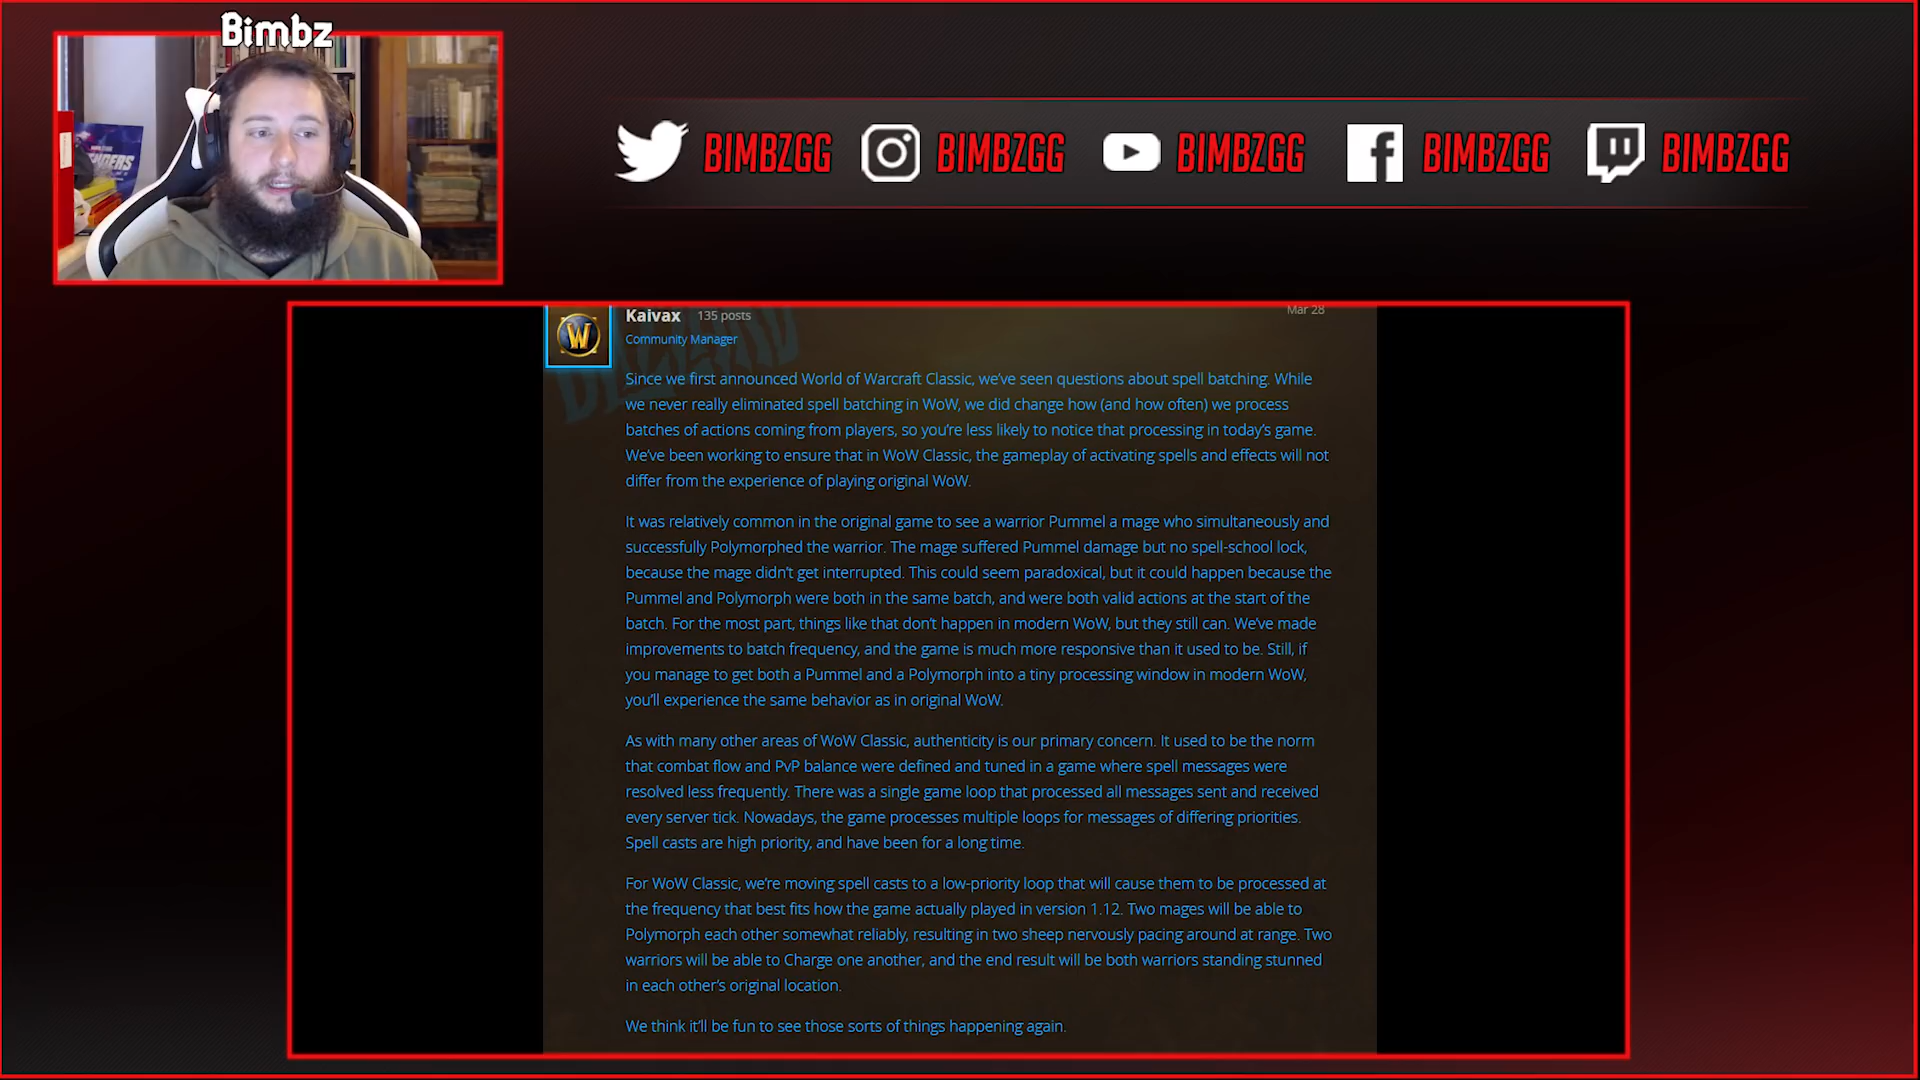 Bimbz
BIMBZGG BIMBZGG BIMBZGG BIMBZGG BIMBZGG
Kaivax 135 posts Mar 28
Community Manager
Since we first announced World of Warcraft Classic, we've seen questions about spell batching. While
we never really eliminated spell batching in WoW, we did change how (and how often) we process
batches of actions coming from players, so you're less likely to notice that processing in today's game.
We've been working to ensure that in WoW Classic, the gameplay of activating spells and effects will not
differ from the experience of playing original WoW.
It was relatively common in the original game to see a warrior Pummel a mage who simultaneously and
successfully Polymorphed the warrior. The mage suffered Pummel damage but no spell-school lock,
because the mage didn't get interrupted. This could seem paradoxical, but it could happen because the
Pummel and Polymorph were both in the same batch, and were both valid actions at the start of the
batch. For the most part, things like that don't happen in modern WoW, but they still can. We've made
improvements to batch frequency, and the game is much more responsive than it used to be. Still, if
you manage to get both a Pummel and a Polymorph into a tiny processing window in modern WoW,
you'll experience the same behavior as in original WoW.
As with many other areas of WoW Classic, authenticity is our primary concern. It used to be the norm
that combat flow and PvP balance were defined and tuned in a game where spell messages were
resolved less frequently. There was a single game loop that processed all messages sent and received
every server tick. Nowadays, the game processes multiple loops for messages of differing priorities.
Spell casts are high priority, and have been for a long time.
For WoW Classic, we're moving spell casts to a low-priority loop that will cause them to be processed at
the frequency that best fits how the game actually played in version 1.12. Two mages will be able to
Polymorph each other somewhat reliably, resulting in two sheep nervously pacing around at range. Two
warriors will be able to Charge one another, and the end result will be both warriors standing stunned
in each other's original location.
We think it'll be fun to see those sorts of things happening again.